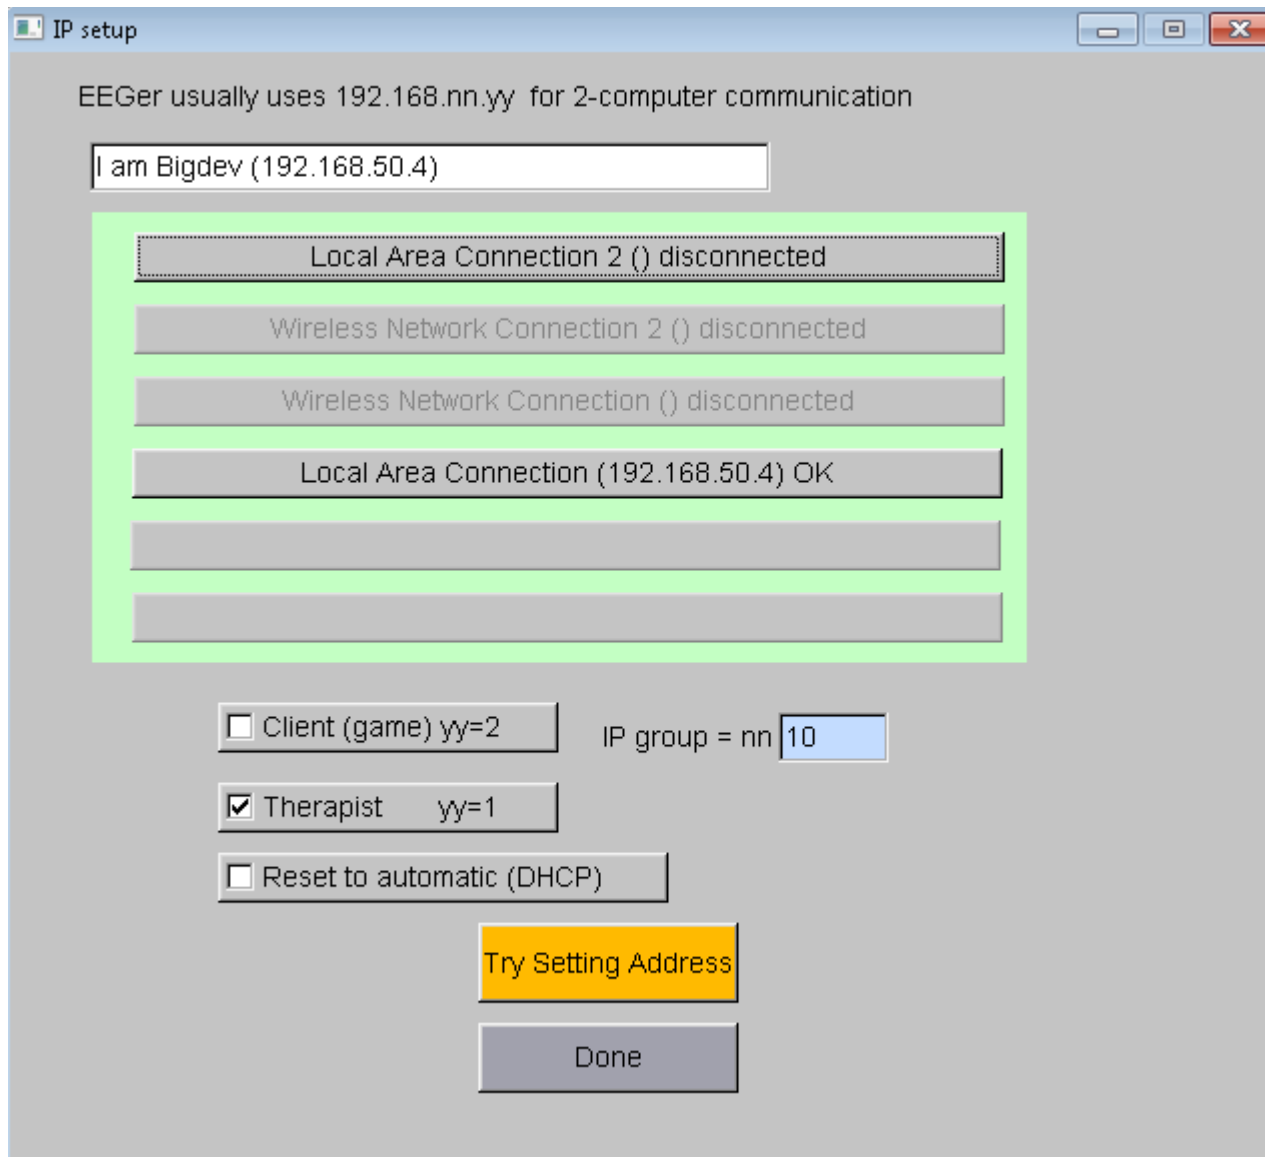 IP setup
EEGer usually uses 192.168.nn.yy  for 2-computer communication
I am Bigdev (192.168.50.4)
Local Area Connection 2 () disconnected
Wireless Network Connection 2 () disconnected
Wireless Network Connection () disconnected
Local Area Connection (192.168.50.4) OK
Client (game) yy=2
IP group = nn 10
Therapist yy=1
Reset to automatic (DHCP)
Try Setting Address
Done